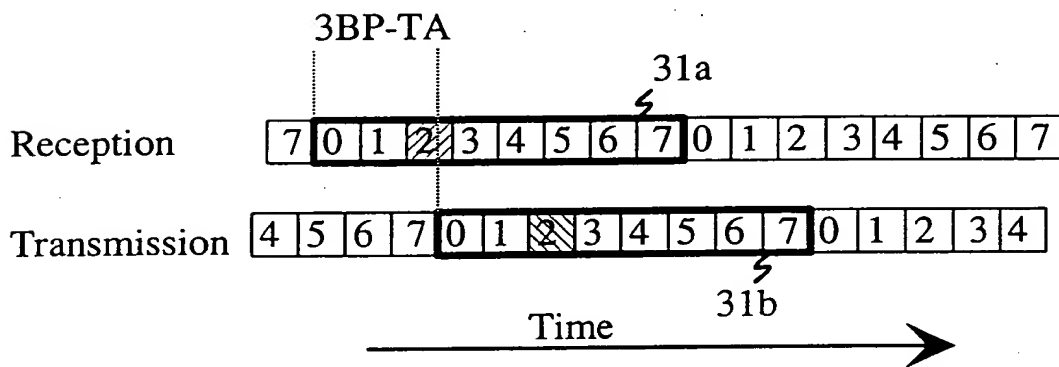 3BP-TA
31a
Reception 7 0 1 2 3 4 5 6 7 0 1 2 3 4 5 6 7
Transmission 4 5 6 7 0 1 2 3 4 5 6 7 0 1 2 3 4
31b
Time